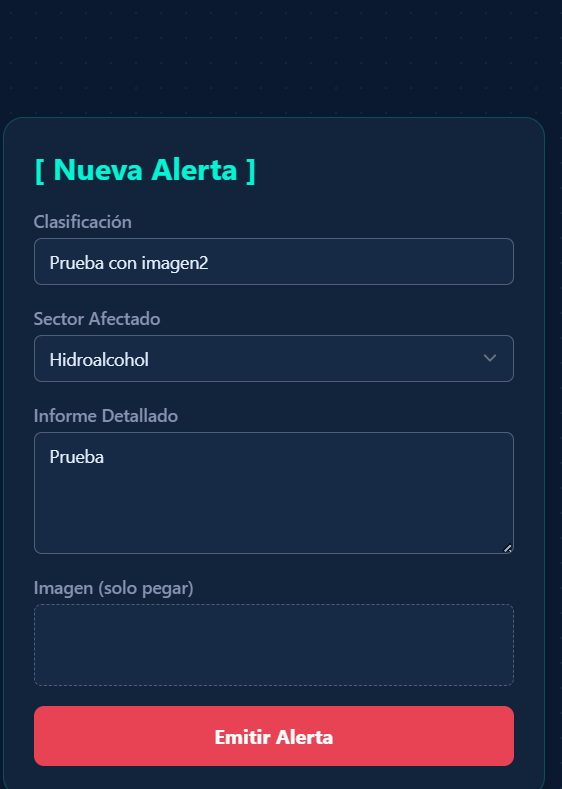 [ Nueva Alerta ]
Clasificación
Prueba con imagen2
Sector Afectado
Hidroalcohol
Informe Detallado
Prueba
Imagen (solo pegar)
Emitir Alerta